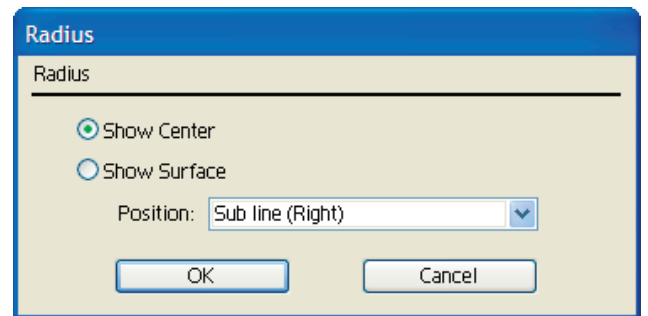 Radius
Radius
Show Center
Show Surface
Position: Sub line (Right)
OK Cancel